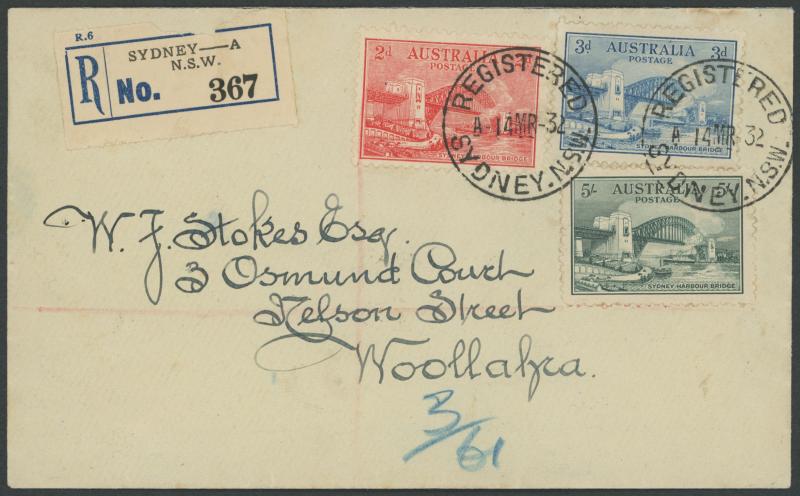 R.6
SYDNEY—A
N.S.W.
R No. 367
2d AUSTRALIA
POSTAGE
SYDNEY HARBOUR BRIDGE
3d AUSTRALIA 3d
POSTAGE
SYDNEY HARBOUR BRIDGE
REGISTERED
A-14MR-32
SYDNEY.N.S.W
REGISTERED
A 14MR-32
SYDNEY.N.S.W
5/- AUSTRALIA 5/-
POSTAGE
SYDNEY HARBOUR BRIDGE
W. J. Stokes Esq.
3 Osmund Court
Nelson Street
Woollahra.
3/61